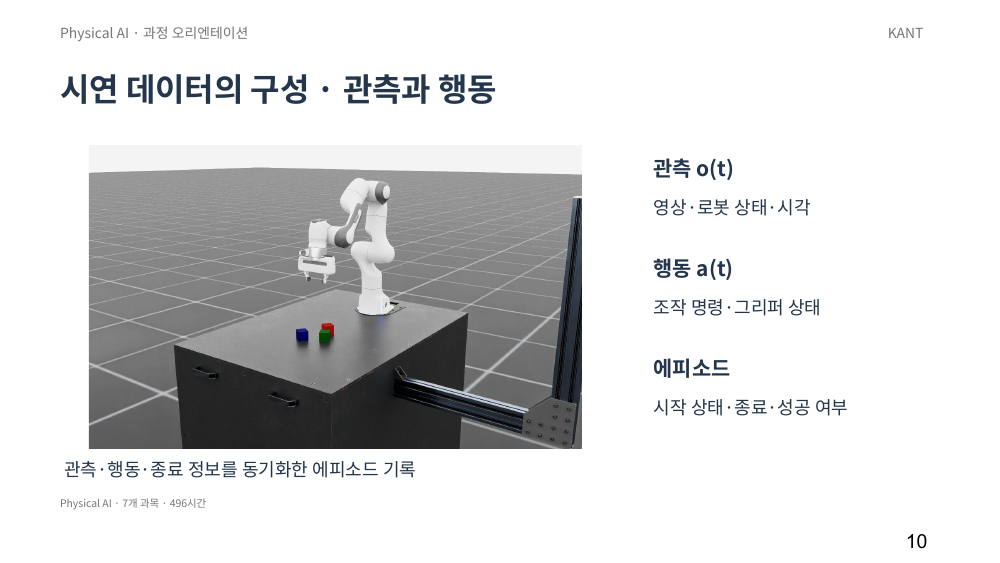 Physical AI · 과정 오리엔테이션
KANT
시연 데이터의 구성 · 관측과 행동
관측 o(t)
영상·로봇 상태·시각
행동 a(t)
조작 명령·그리퍼 상태
에피소드
시작 상태·종료·성공 여부
관측·행동·종료 정보를 동기화한 에피소드 기록
Physical AI · 7개 과목 · 496시간
10